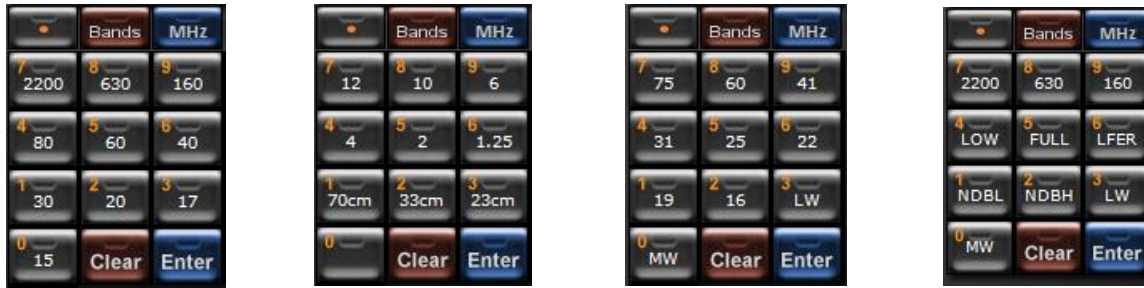 Bands MHz
7 2200 8 630 9 160
4 80 5 60 6 40
1 30 2 20 3 17
0 15 Clear Enter
Bands MHz
7 12 8 10 9 6
4 4 5 2 6 1.25
1 70cm 2 33cm 3 23cm
0 Clear Enter
Bands MHz
7 75 8 60 9 41
4 31 5 25 6 22
1 19 2 16 3 LW
0 MW Clear Enter
Bands MHz
7 2200 8 630 9 160
4 LOW 5 FULL 6 LFER
1 NDBL 2 NDBH 3 LW
0 MW Clear Enter